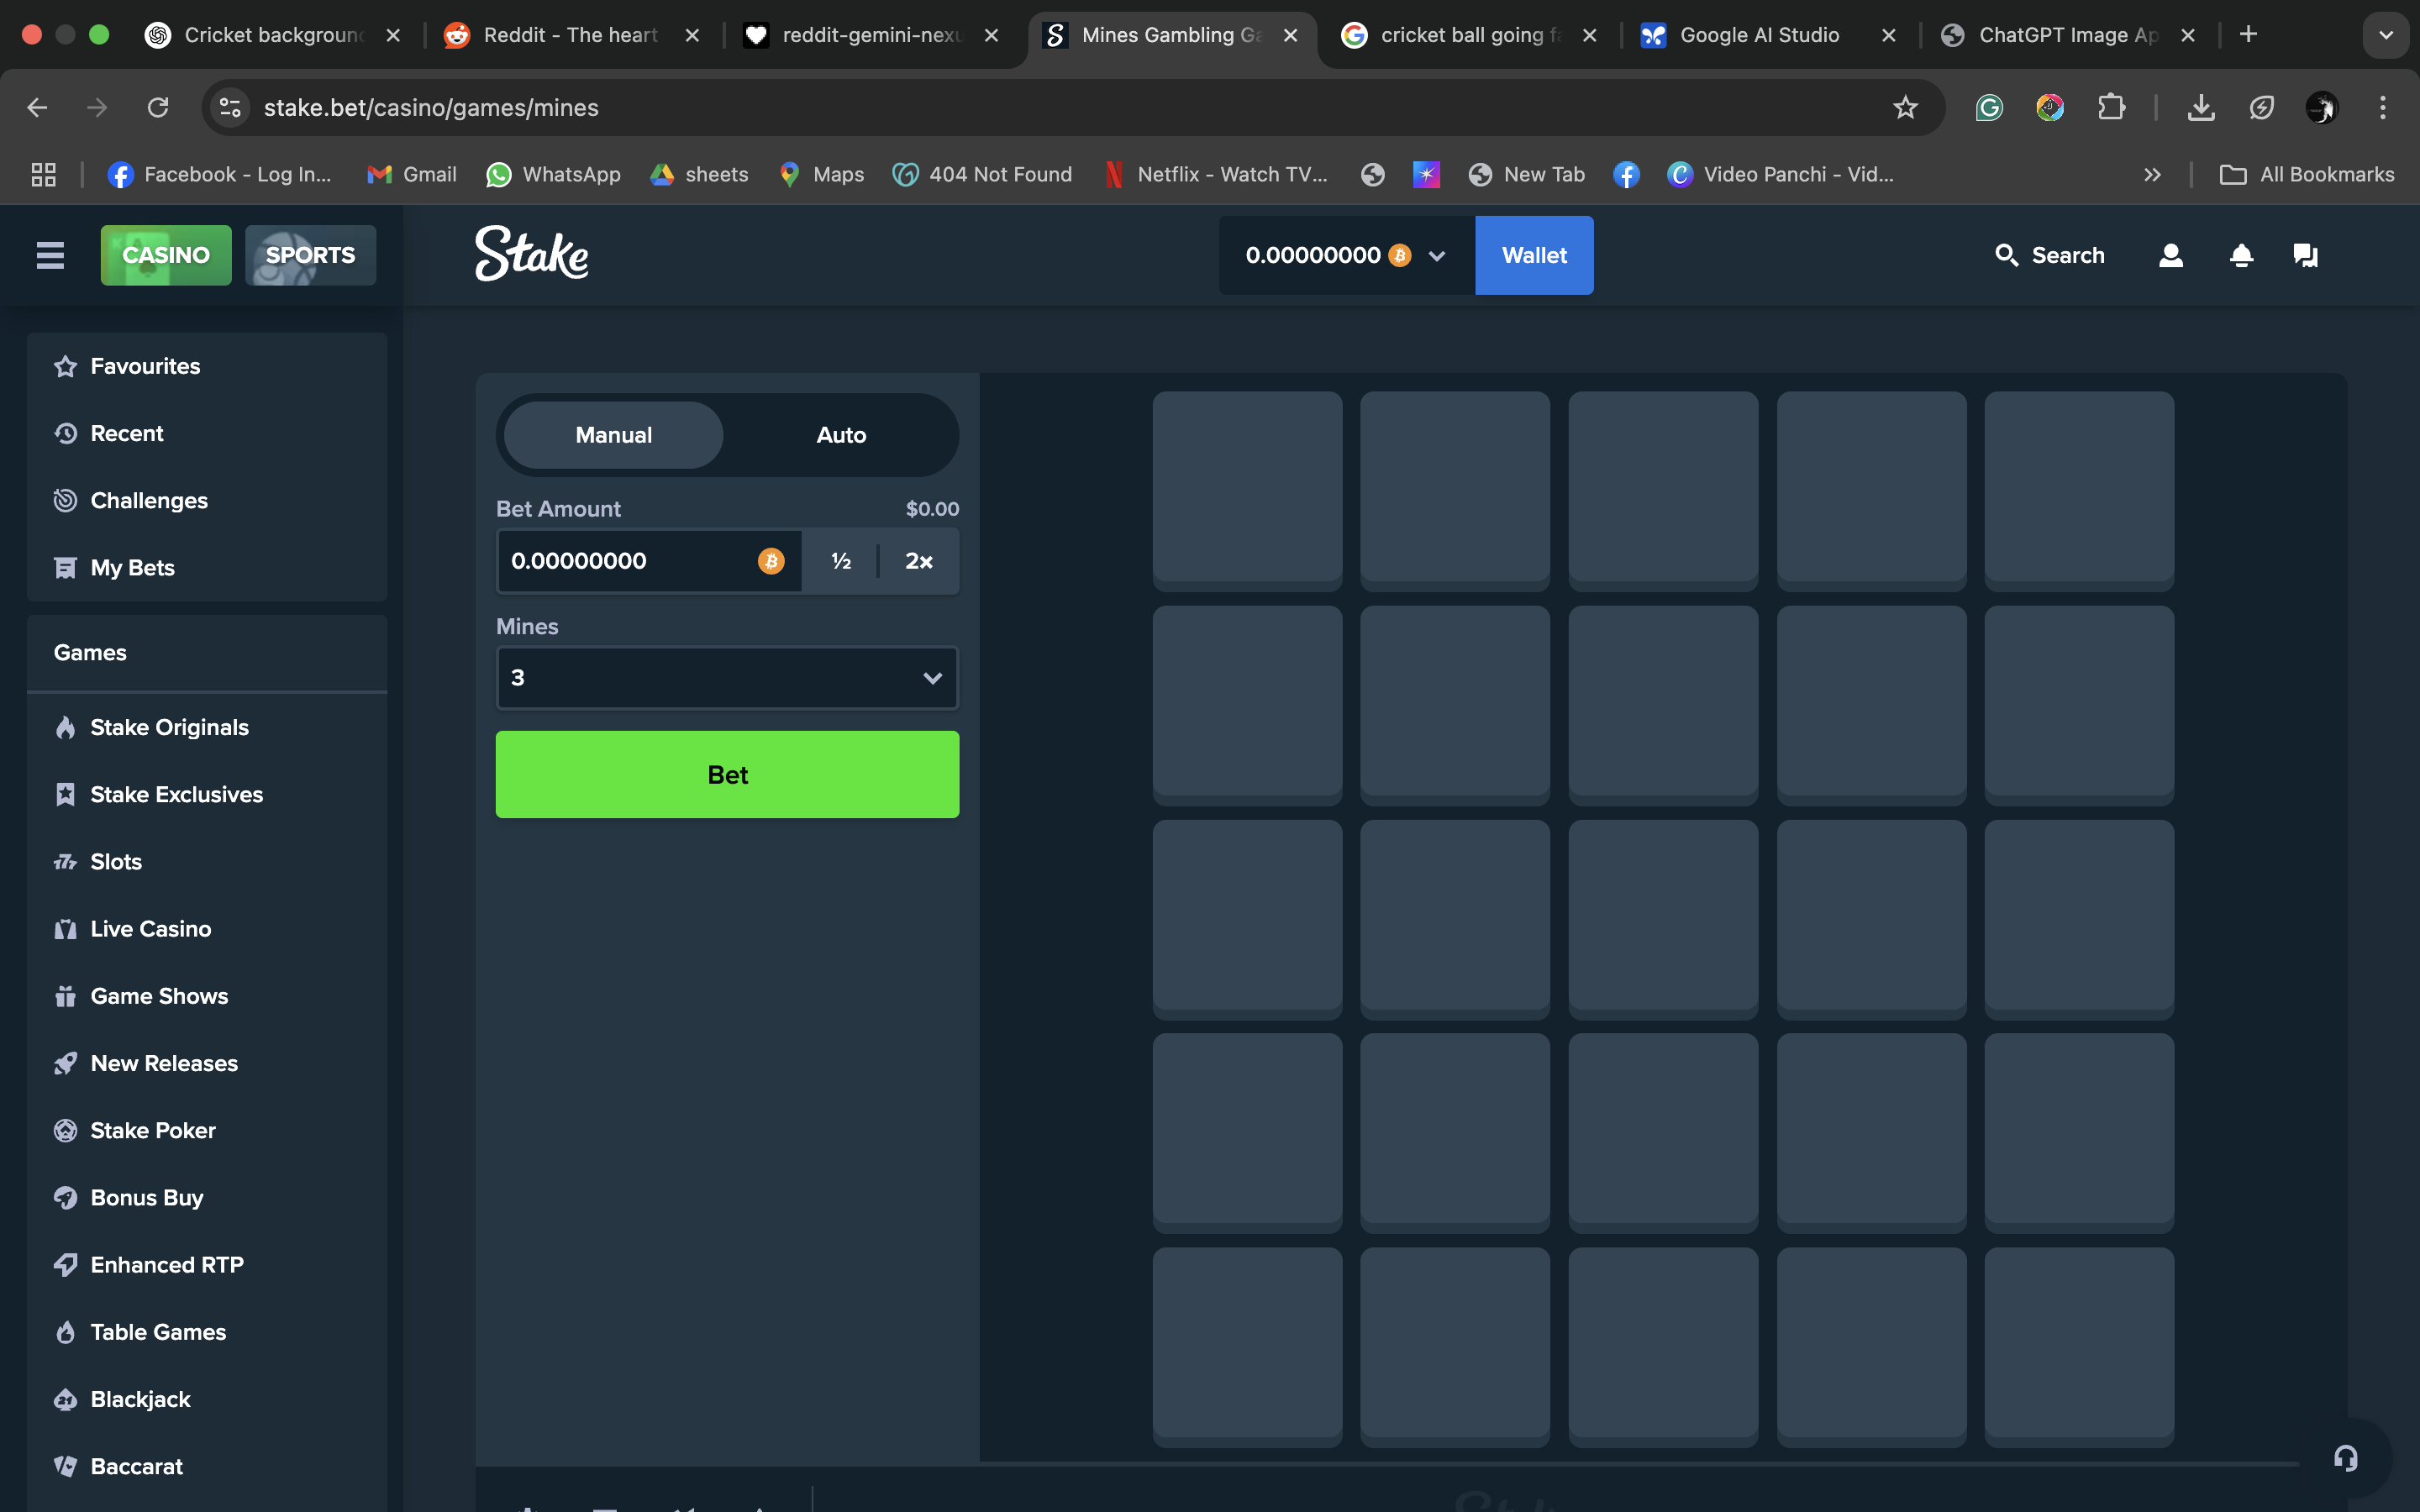 Cricket backgroun
Reddit - The heart
reddit-gemini-nexu
Mines Gambling Ga
cricket ball going fa
Google AI Studio
ChatGPT Image Ap
stake.bet/casino/games/mines
Facebook - Log In...
Gmail
WhatsApp
sheets
Maps
404 Not Found
Netflix - Watch TV...
New Tab
Video Panchi - Vid...
All Bookmarks
CASINO
SPORTS
Stake
0.00000000
Wallet
Search
Favourites
Recent
Challenges
My Bets
Games
Stake Originals
Stake Exclusives
Slots
Live Casino
Game Shows
New Releases
Stake Poker
Bonus Buy
Enhanced RTP
Table Games
Blackjack
Baccarat
Manual
Auto
Bet Amount
$0.00
0.00000000
½
2×
Mines
3
Bet